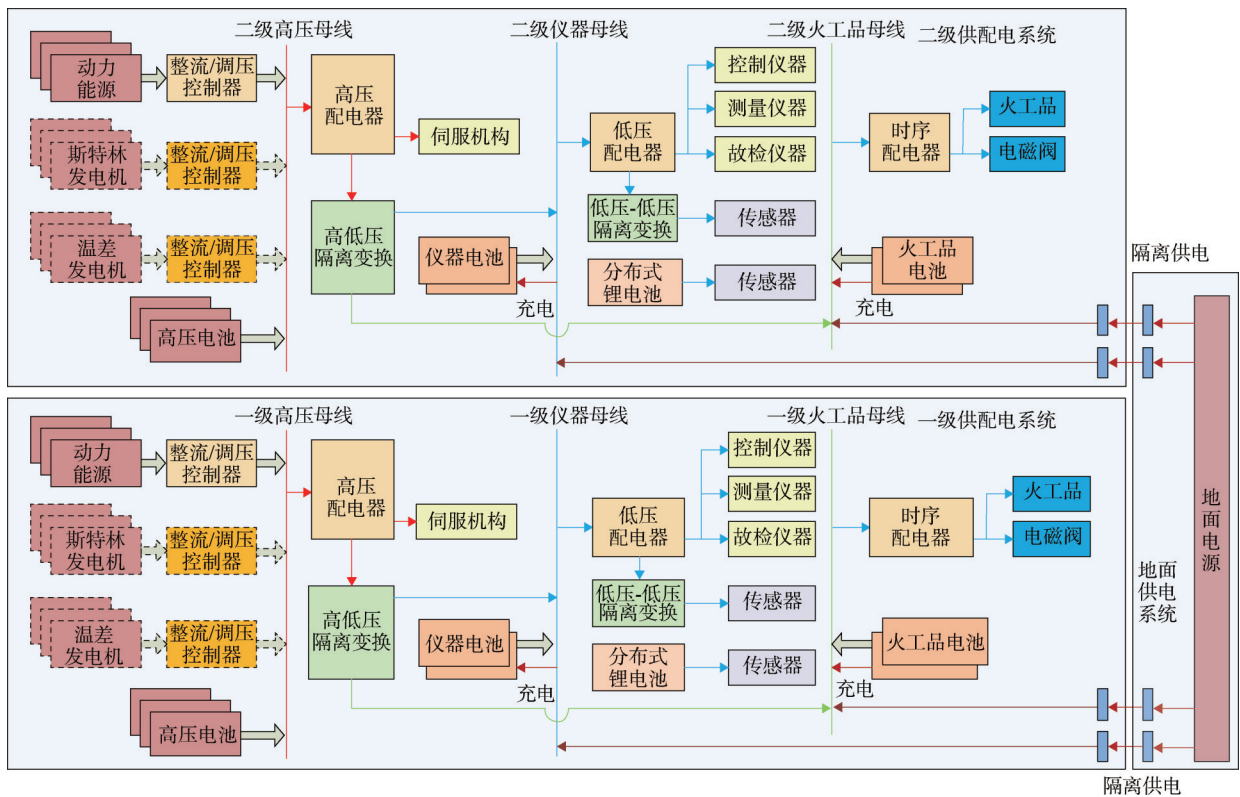 二级高压母线
二级仪器母线
二级火工品母线
二级供配电系统
动力
能源
整流/调压
控制器
高压
配电器
伺服机构
斯特林
发电机
整流/调压
控制器
温差
发电机
整流/调压
控制器
高低压
隔离变换
高压电池
仪器电池
充电
低压
配电器
控制仪器
测量仪器
故检仪器
低压-低压
隔离变换
传感器
分布式
锂电池
传感器
时序
配电器
火工品
电磁阀
火工品
电池
充电
隔离供电
一级高压母线
一级仪器母线
一级火工品母线
一级供配电系统
动力
能源
整流/调压
控制器
高压
配电器
伺服机构
斯特林
发电机
整流/调压
控制器
温差
发电机
整流/调压
控制器
高低压
隔离变换
高压电池
仪器电池
充电
低压
配电器
控制仪器
测量仪器
故检仪器
低压-低压
隔离变换
传感器
分布式
锂电池
传感器
时序
配电器
火工品
电磁阀
火工品电池
充电
地面
供电
系统
地面电源
隔离供电